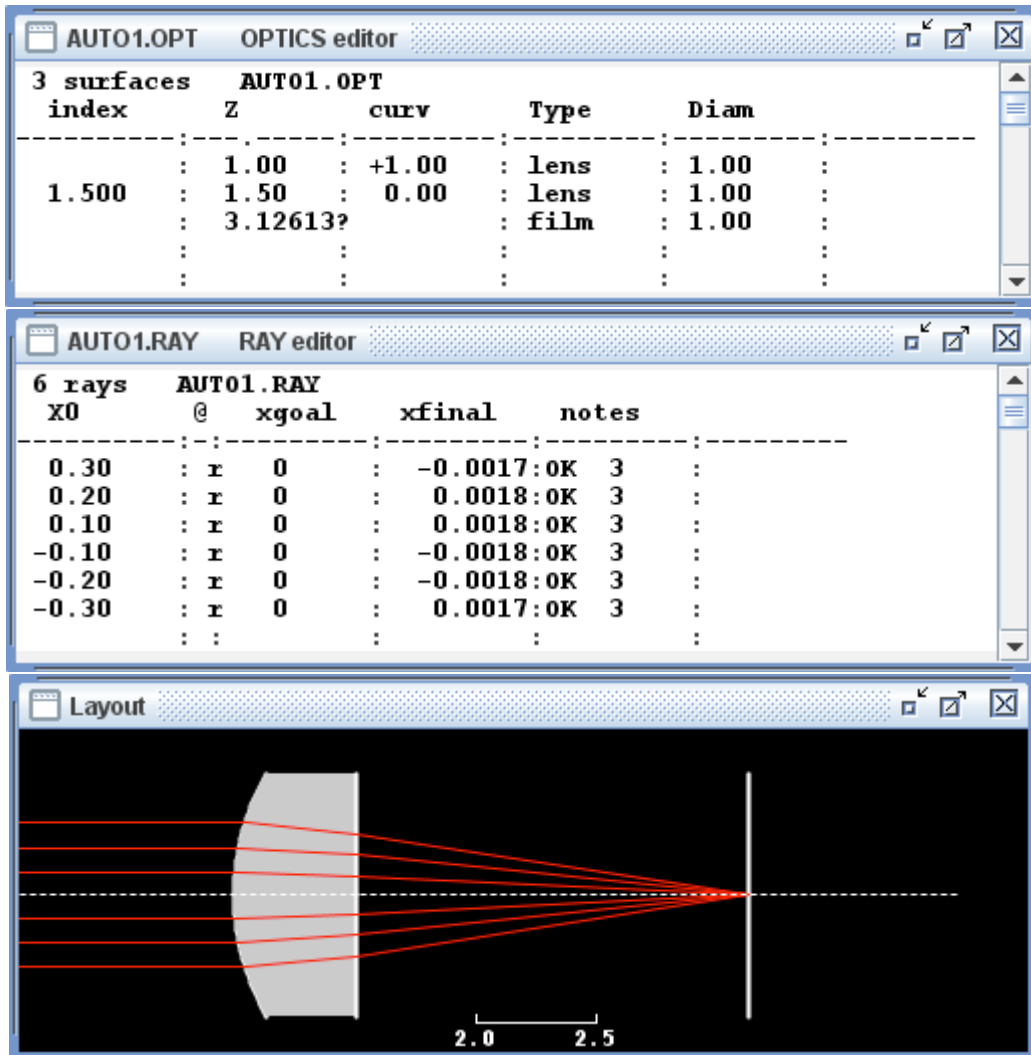 AUTO1.OPT OPTICS editor
3 surfaces AUTO1.OPT
index Z curv Type Diam
----------:---.-----:---------:---------:---------:---------
: 1.00 : +1.00 : lens : 1.00 :
1.500 : 1.50 : 0.00 : lens : 1.00 :
: 3.12613? : film : 1.00 :
: : : : :
: : : : :
AUTO1.RAY RAY editor
6 rays AUTO1.RAY
X0 @ xgoal xfinal notes
----------:-:---------:---------:---------:---------
0.30 : r 0 : -0.0017:OK 3 :
0.20 : r 0 : 0.0018:OK 3 :
0.10 : r 0 : 0.0018:OK 3 :
-0.10 : r 0 : -0.0018:OK 3 :
-0.20 : r 0 : -0.0018:OK 3 :
-0.30 : r 0 : 0.0017:OK 3 :
: : : : :
Layout
2.0 2.5